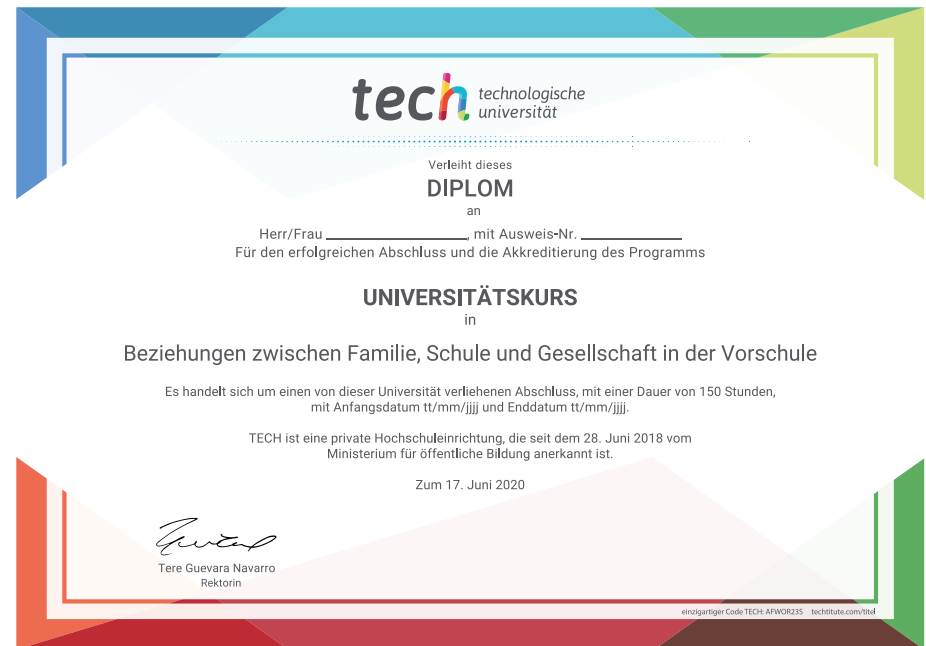 tech technologische
universität
Verleiht dieses
DIPLOM
an
Herr/Frau ____________________, mit Ausweis-Nr. ______________
Für den erfolgreichen Abschluss und die Akkreditierung des Programms
UNIVERSITÄTSKURS
in
Beziehungen zwischen Familie, Schule und Gesellschaft in der Vorschule
Es handelt sich um einen von dieser Universität verliehenen Abschluss, mit einer Dauer von 150 Stunden,
mit Anfangsdatum tt/mm/jjjj und Enddatum tt/mm/jjjj.
TECH ist eine private Hochschuleinrichtung, die seit dem 28. Juni 2018 vom
Ministerium für öffentliche Bildung anerkannt ist.
Zum 17. Juni 2020
Tere Guevara Navarro
Rektorin
einzigartiger Code TECH: AFWOR23S techtitute.com/titel